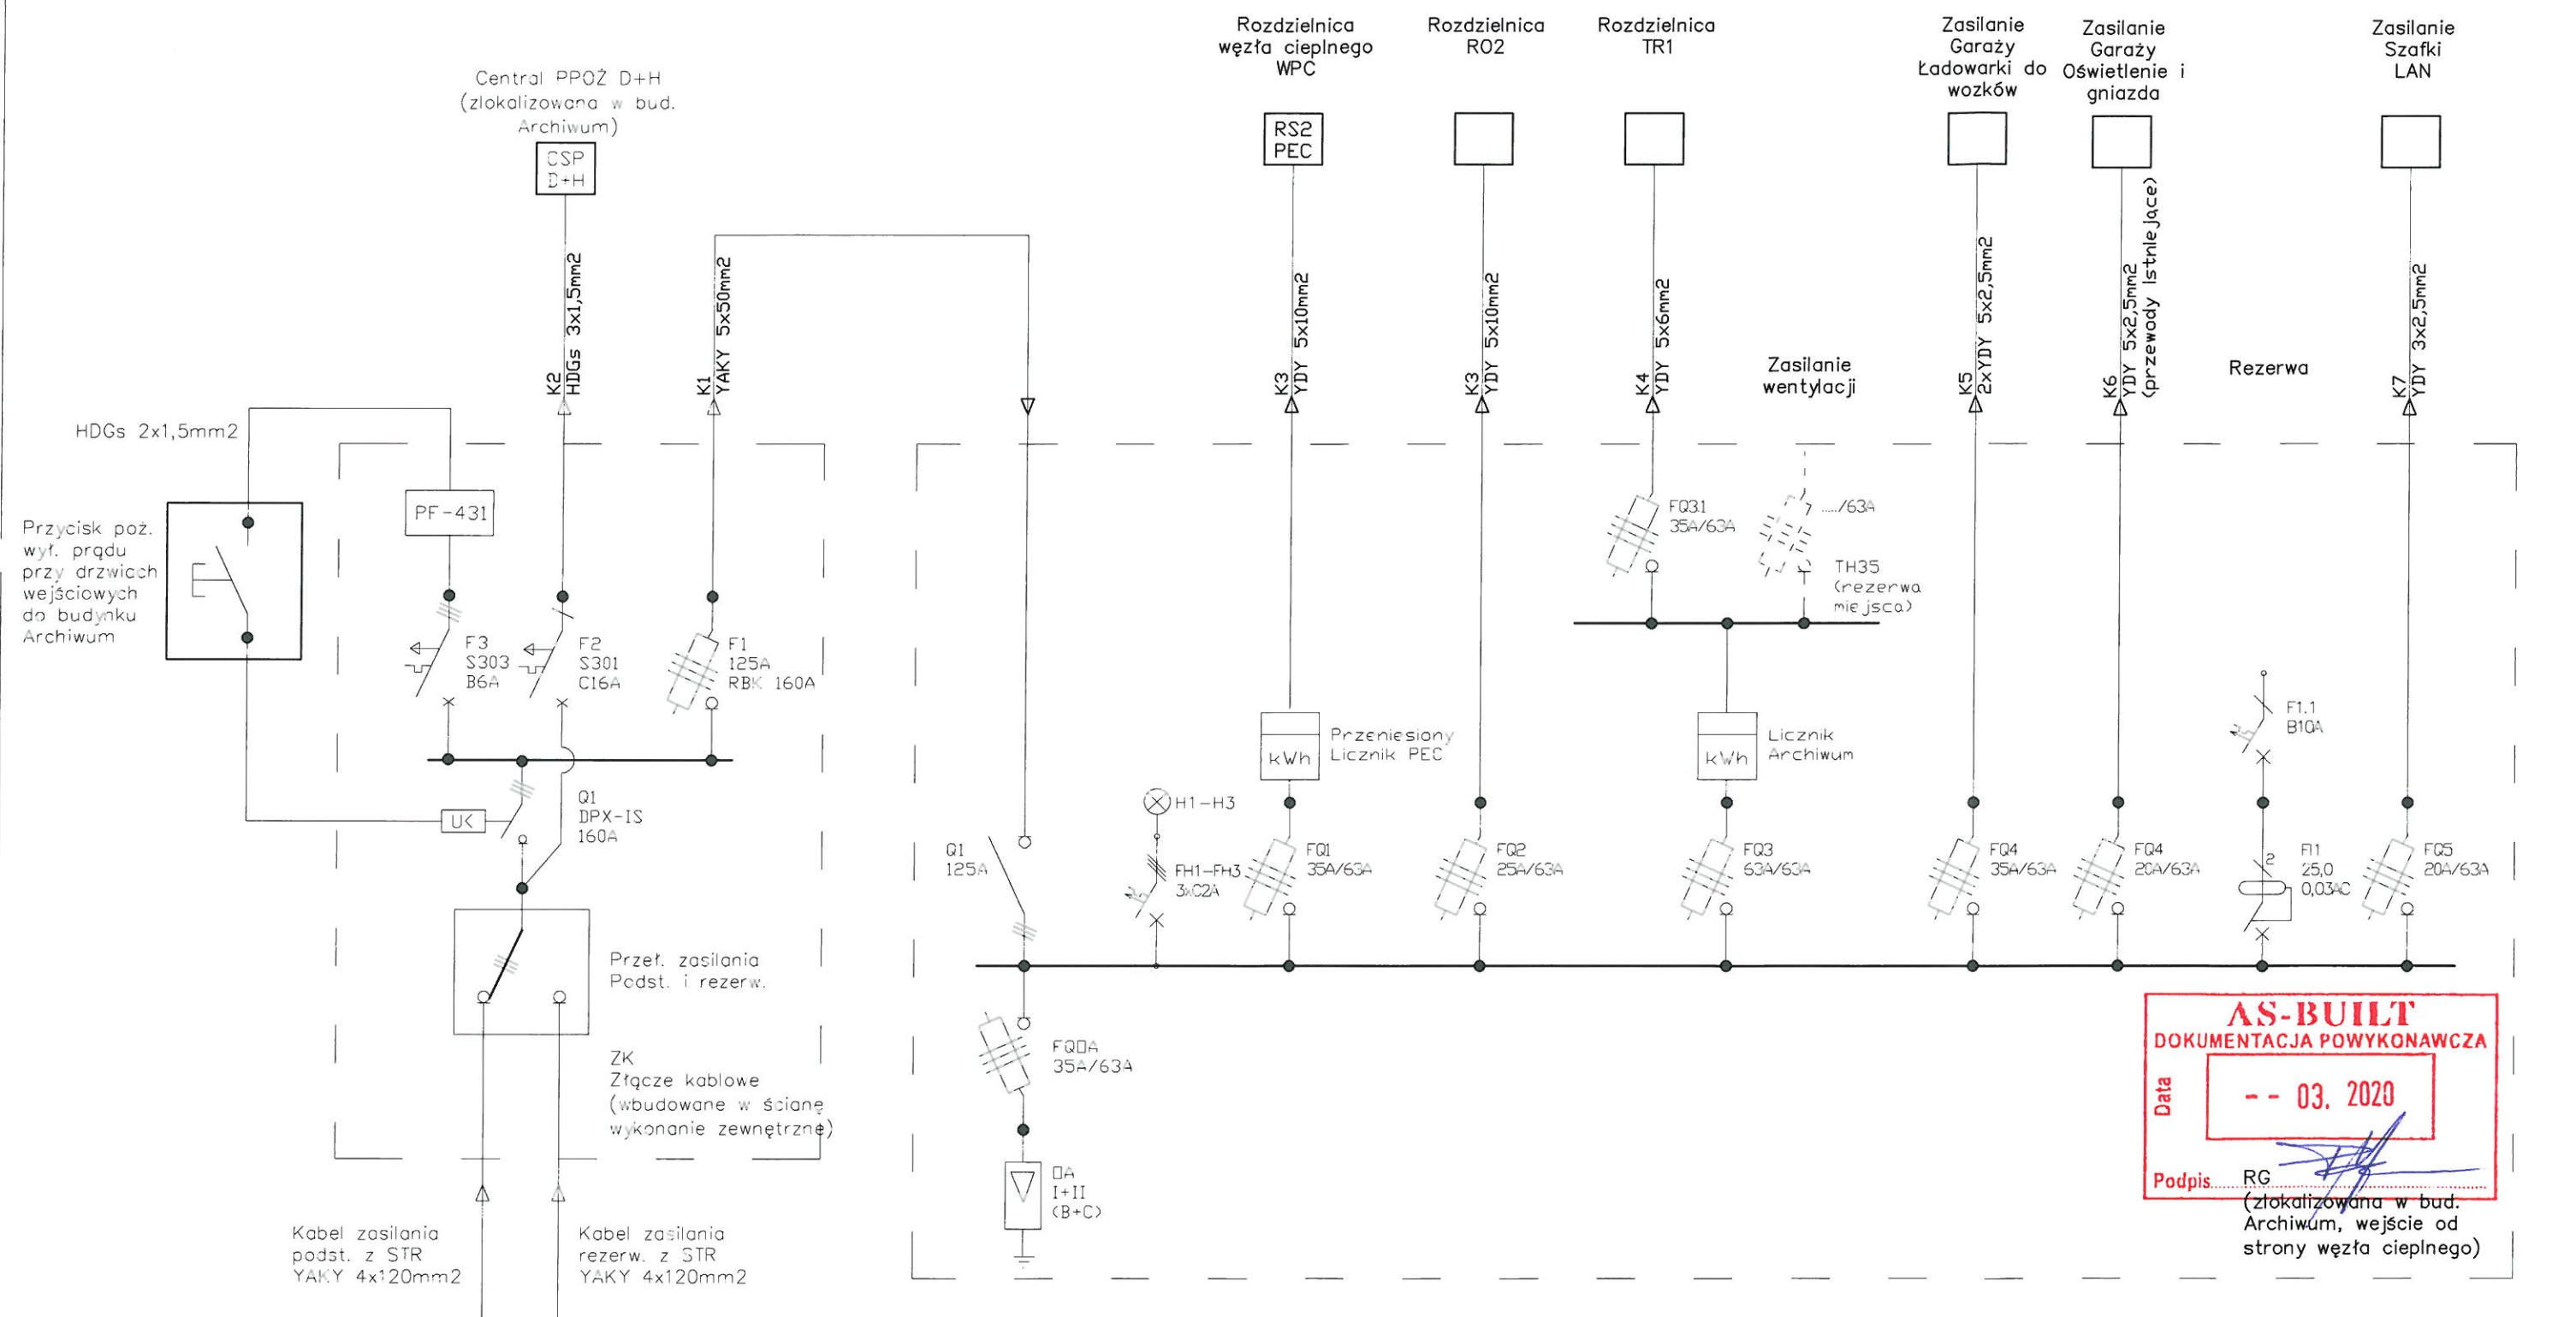 Central PPOŻ D+H
(zlokalizowana w bud.
Archiwum)
CSP
D+H
Rozdzielnica
węzła cieplnego
WPC
RS2
PEC
Rozdzielnica
RO2
Rozdzielnica
TR1
Zasilanie
Garaży
Ładowarki do
wozków
Zasilanie
Garaży
Oświetlenie i
gniazda
Zasilanie
Szafki
LAN
K2
HDGs 3x1,5mm2
K1
YAKY 5x50mm2
K3
YDY 5x10mm2
K3
YDY 5x10mm2
K4
YDY 5x6mm2
Zasilanie
wentylacji
K5
2xYDY 5x2,5mm2
K6
YDY 5x2,5mm2
(przewody Istniejące)
Rezerwa
K7
YDY 3x2,5mm2
HDGs 2x1,5mm2
Przycisk poż.
wył. prądu
przy drzwiach
wejściowych
do budynku
Archiwum
PF-431
F3
S303
B6A
F2
S301
C16A
F1
125A
RBK 160A
UK
Q1
DPX-IS
160A
Przeł. zasilania
Podst. i rezerw.
ZK
Złącze kablowe
(wbudowane w ścianę
wykonanie zewnętrzne)
Kabel zasilania
podst. z STR
YAKY 4x120mm2
Kabel zasilania
rezerw. z STR
YAKY 4x120mm2
FQ3.1
35A/63A
...../63A
TH35
(rezerwa
miejsca)
kWh
Przeniesiony
Licznik PEC
kWh
Licznik
Archiwum
F1.1
B10A
Q1
125A
H1-H3
FH1-FH3
3xC2A
FQ1
35A/63A
FQ2
25A/63A
FQ3
63A/63A
FQ4
35A/63A
FQ4
20A/63A
2
FI1
25,0
0,03AC
FQ5
20A/63A
FQOA
35A/63A
OA
I+II
(B+C)
AS-BUILT
DOKUMENTACJA POWYKONAWCZA
Data
-- 03. 2020
Podpis
RG
(zlokalizowana w bud.
Archiwum, wejście od
strony węzła cieplnego)